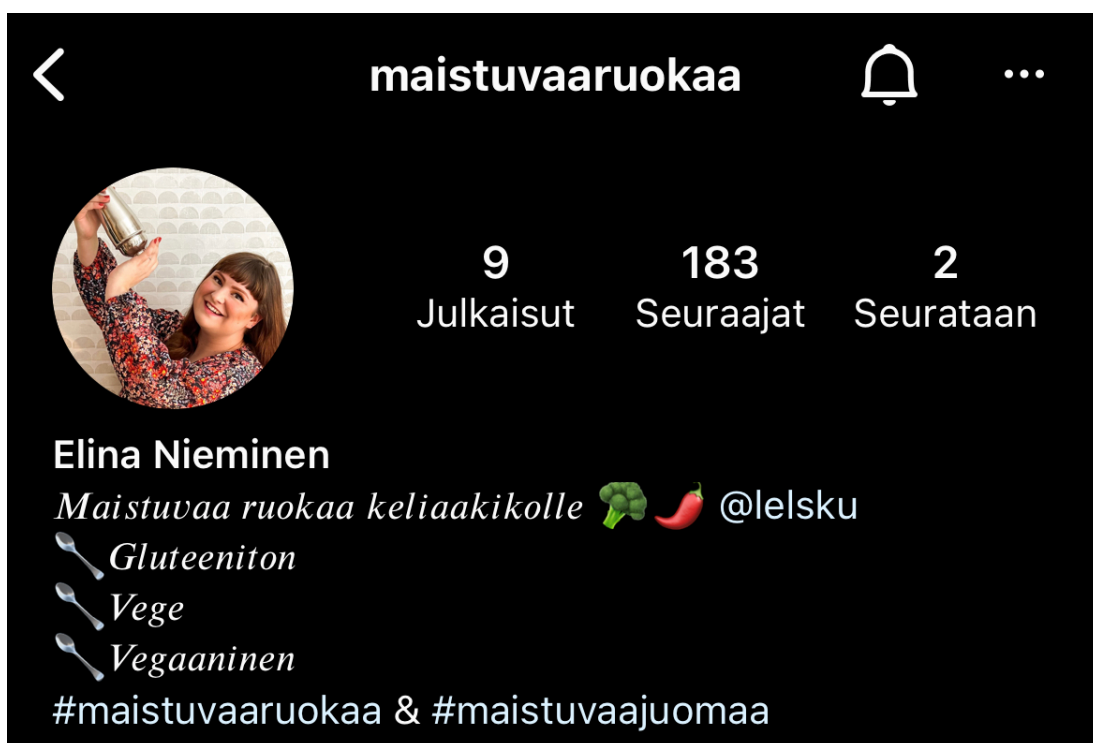 maistuvaaruokaa
9 183 2
Julkaisut Seuraajat Seurataan
Elina Nieminen
Maistuvaa ruokaa keliaakikolle 🥦🌶️ @lelsku
🥄Gluteeniton
🥄Vege
🥄Vegaaninen
#maistuvaaruokaa & #maistuvaajuomaa